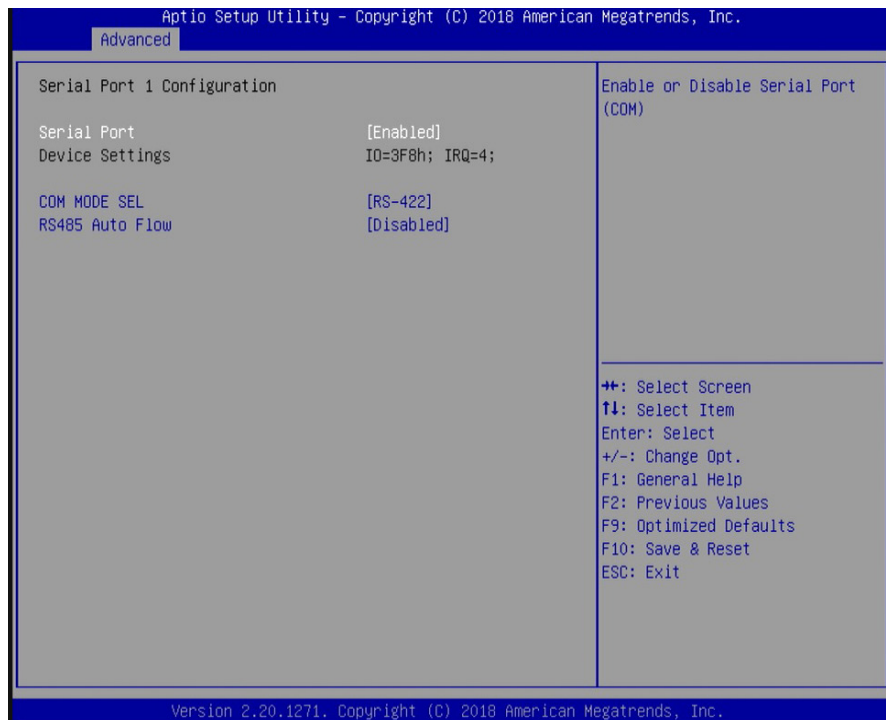 Aptio Setup Utility – Copyright (C) 2018 American Megatrends, Inc.
Advanced
Serial Port 1 Configuration
Serial Port [Enabled]
Device Settings IO=3F8h; IRQ=4;
COM MODE SEL [RS-422]
RS485 Auto Flow [Disabled]
Enable or Disable Serial Port
(COM)
→←: Select Screen
↑↓: Select Item
Enter: Select
+/-: Change Opt.
F1: General Help
F2: Previous Values
F9: Optimized Defaults
F10: Save & Reset
ESC: Exit
Version 2.20.1271. Copyright (C) 2018 American Megatrends, Inc.